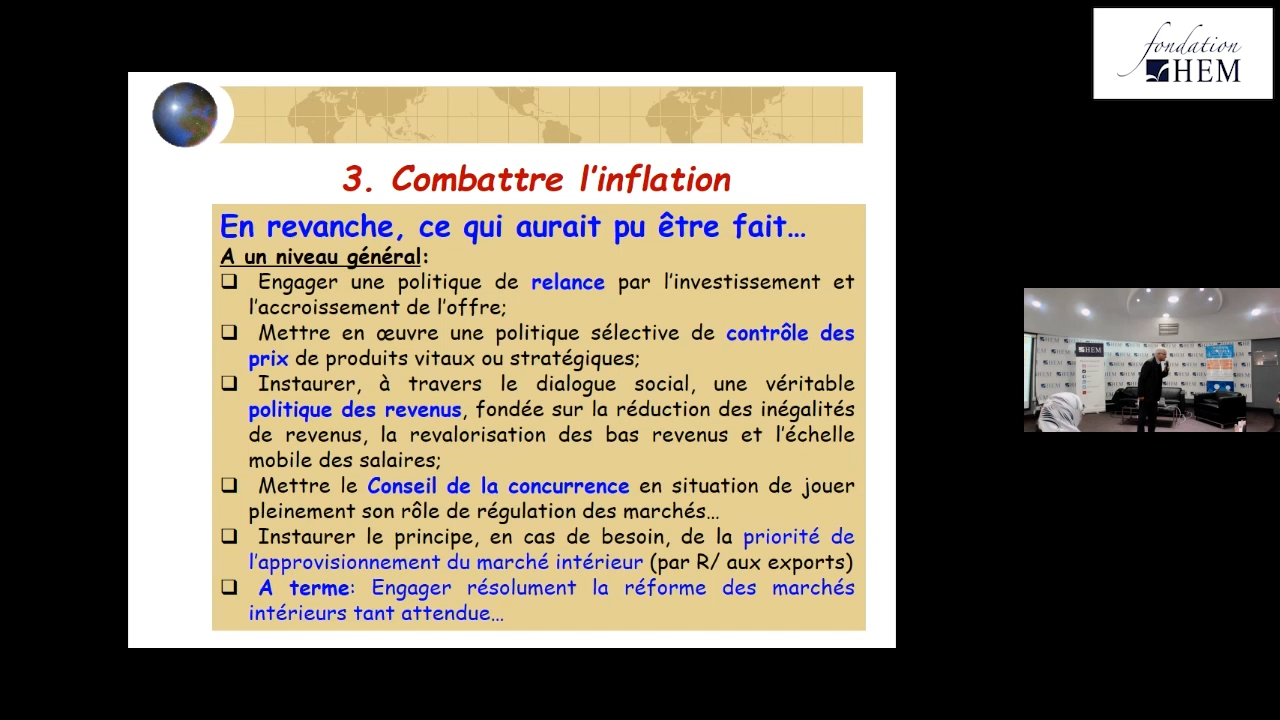 fondation
HEM
3. Combattre l'inflation
En revanche, ce qui aurait pu être fait...
A un niveau général:
❑ Engager une politique de relance par l'investissement et
l'accroissement de l'offre;
❑ Mettre en œuvre une politique sélective de contrôle des
prix de produits vitaux ou stratégiques;
❑ Instaurer, à travers le dialogue social, une véritable
politique des revenus, fondée sur la réduction des inégalités
de revenus, la revalorisation des bas revenus et l'échelle
mobile des salaires;
❑ Mettre le Conseil de la concurrence en situation de jouer
pleinement son rôle de régulation des marchés...
❑ Instaurer le principe, en cas de besoin, de la priorité de
l'approvisionnement du marché intérieur (par R/ aux exports)
❑ A terme: Engager résolument la réforme des marchés
intérieurs tant attendue...
HEM